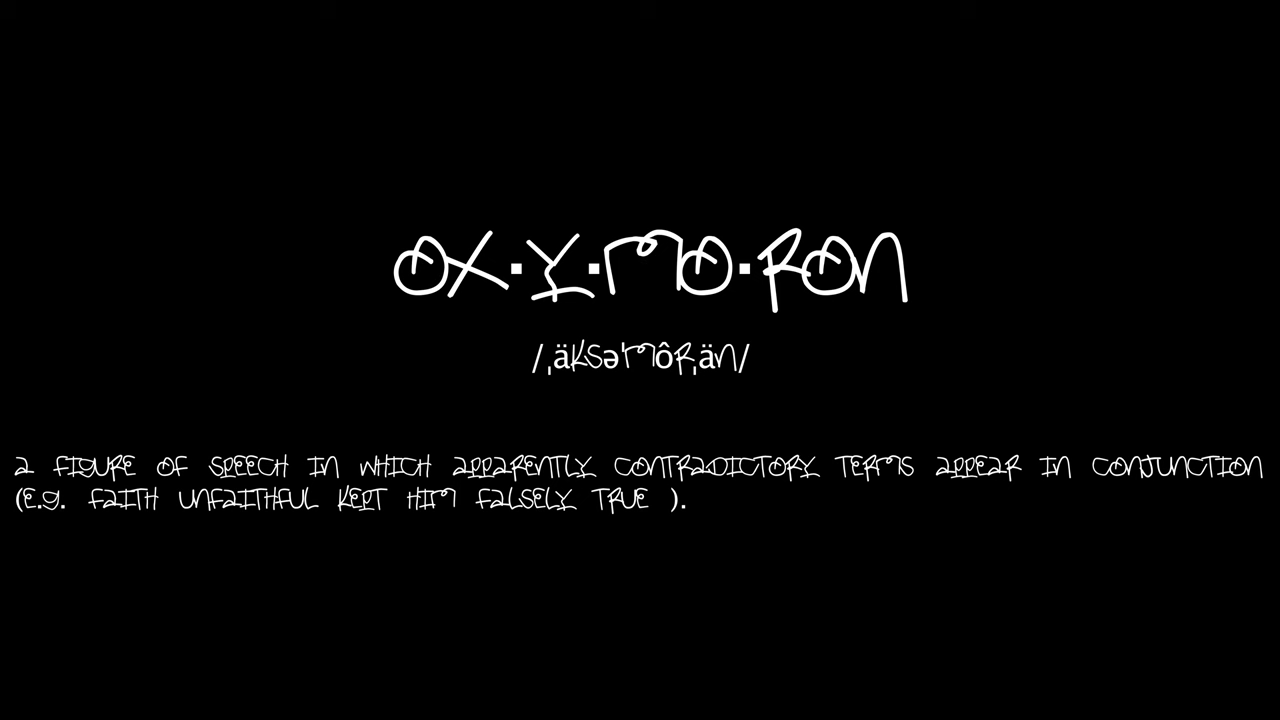 ox·y·mo·ron
/ˌäksəˈmôrˌän/
a figure of speech in which apparently contradictory terms appear in conjunction
(e.g. faith unfaithful kept him falsely true ).